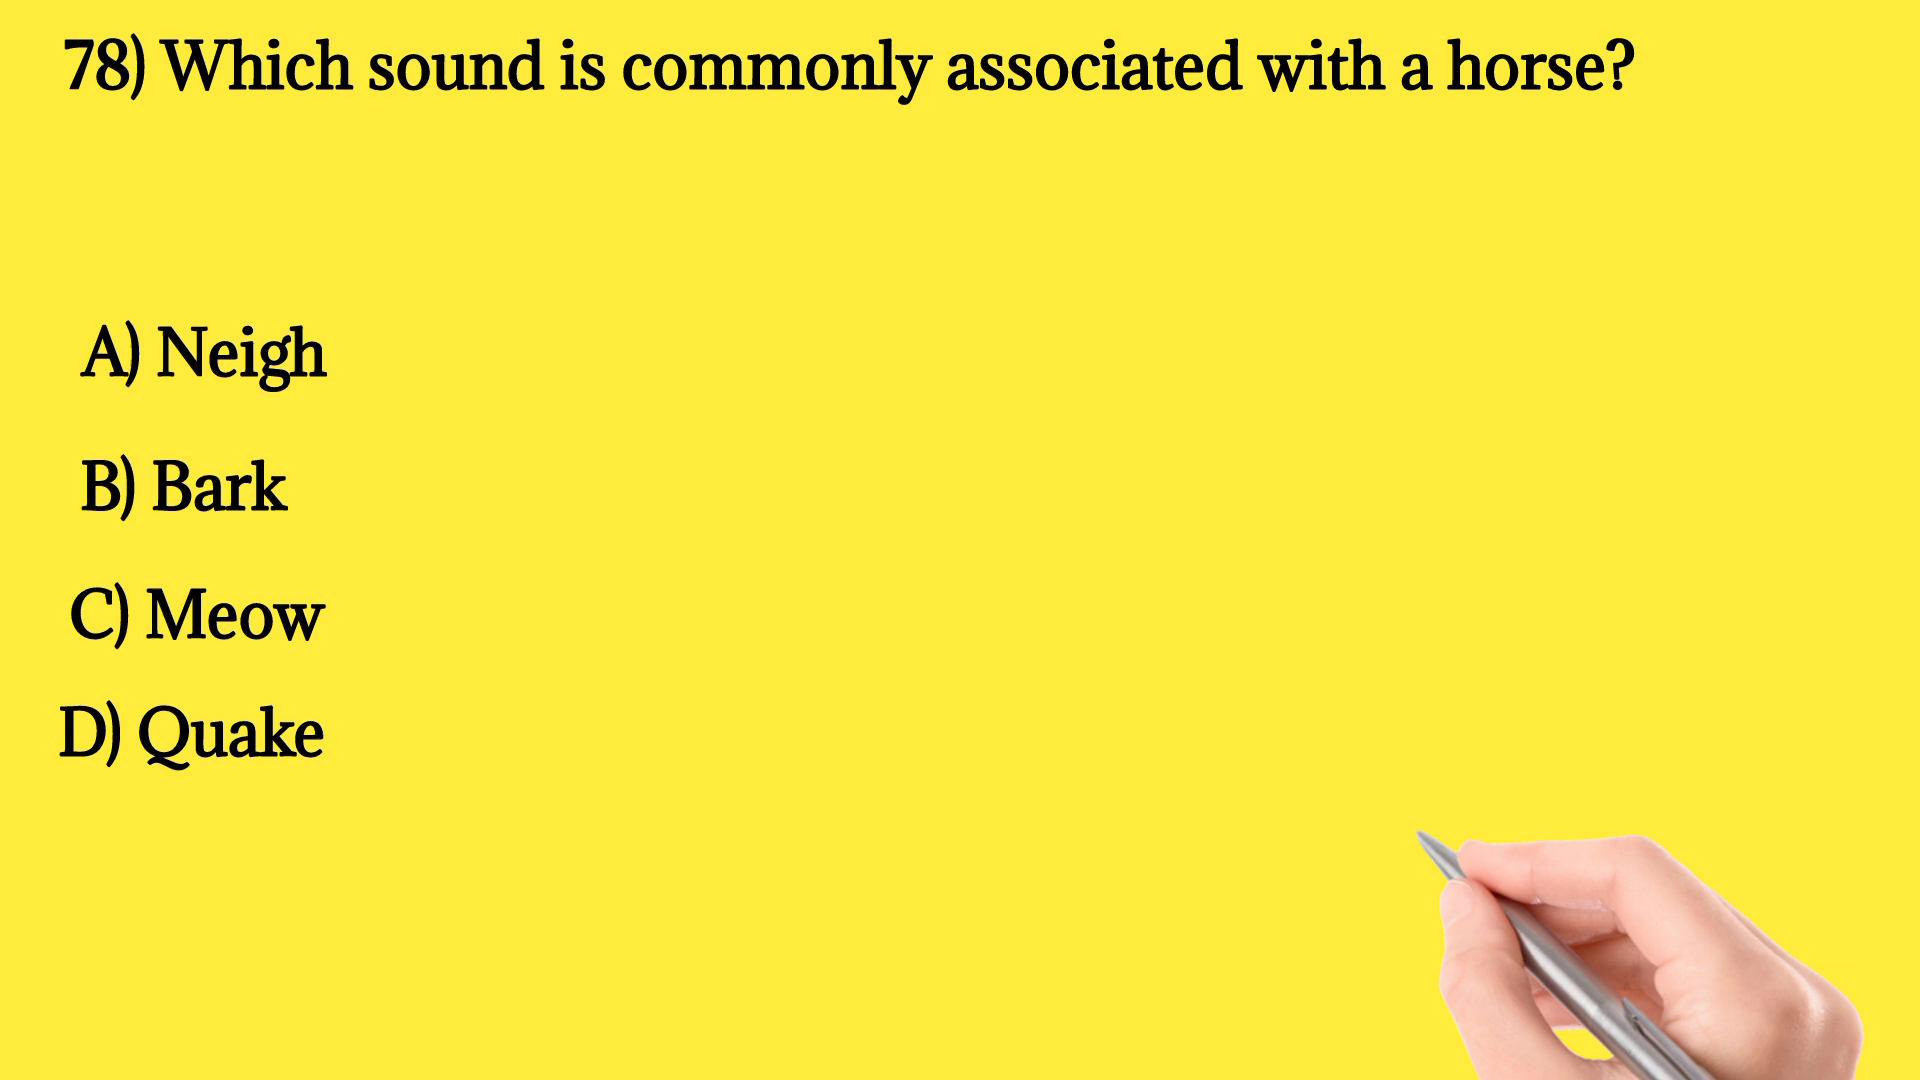 78) Which sound is commonly associated with a horse?
A) Neigh
B) Bark
C) Meow
D) Quake